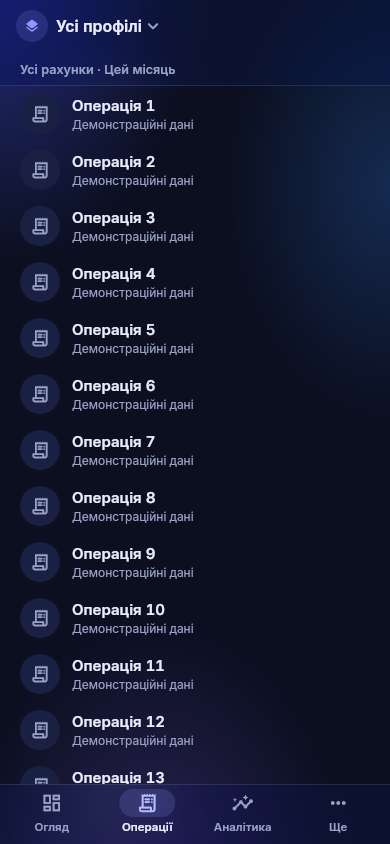 Усі профілі
Усі рахунки · Цей місяць
Операція 1
Демонстраційні дані
Операція 2
Демонстраційні дані
Операція 3
Демонстраційні дані
Операція 4
Демонстраційні дані
Операція 5
Демонстраційні дані
Операція 6
Демонстраційні дані
Операція 7
Демонстраційні дані
Операція 8
Демонстраційні дані
Операція 9
Демонстраційні дані
Операція 10
Демонстраційні дані
Операція 11
Демонстраційні дані
Операція 12
Демонстраційні дані
Операція 13
Огляд Операції Аналітика Ще